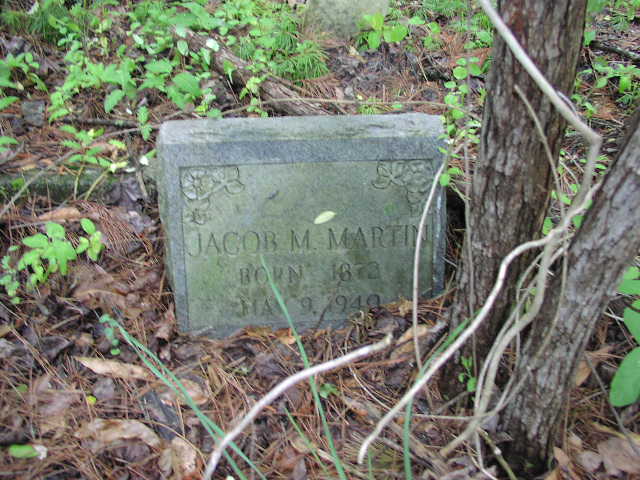 JACOB M. MARTIN
BORN 1872
MAY 9, 1949